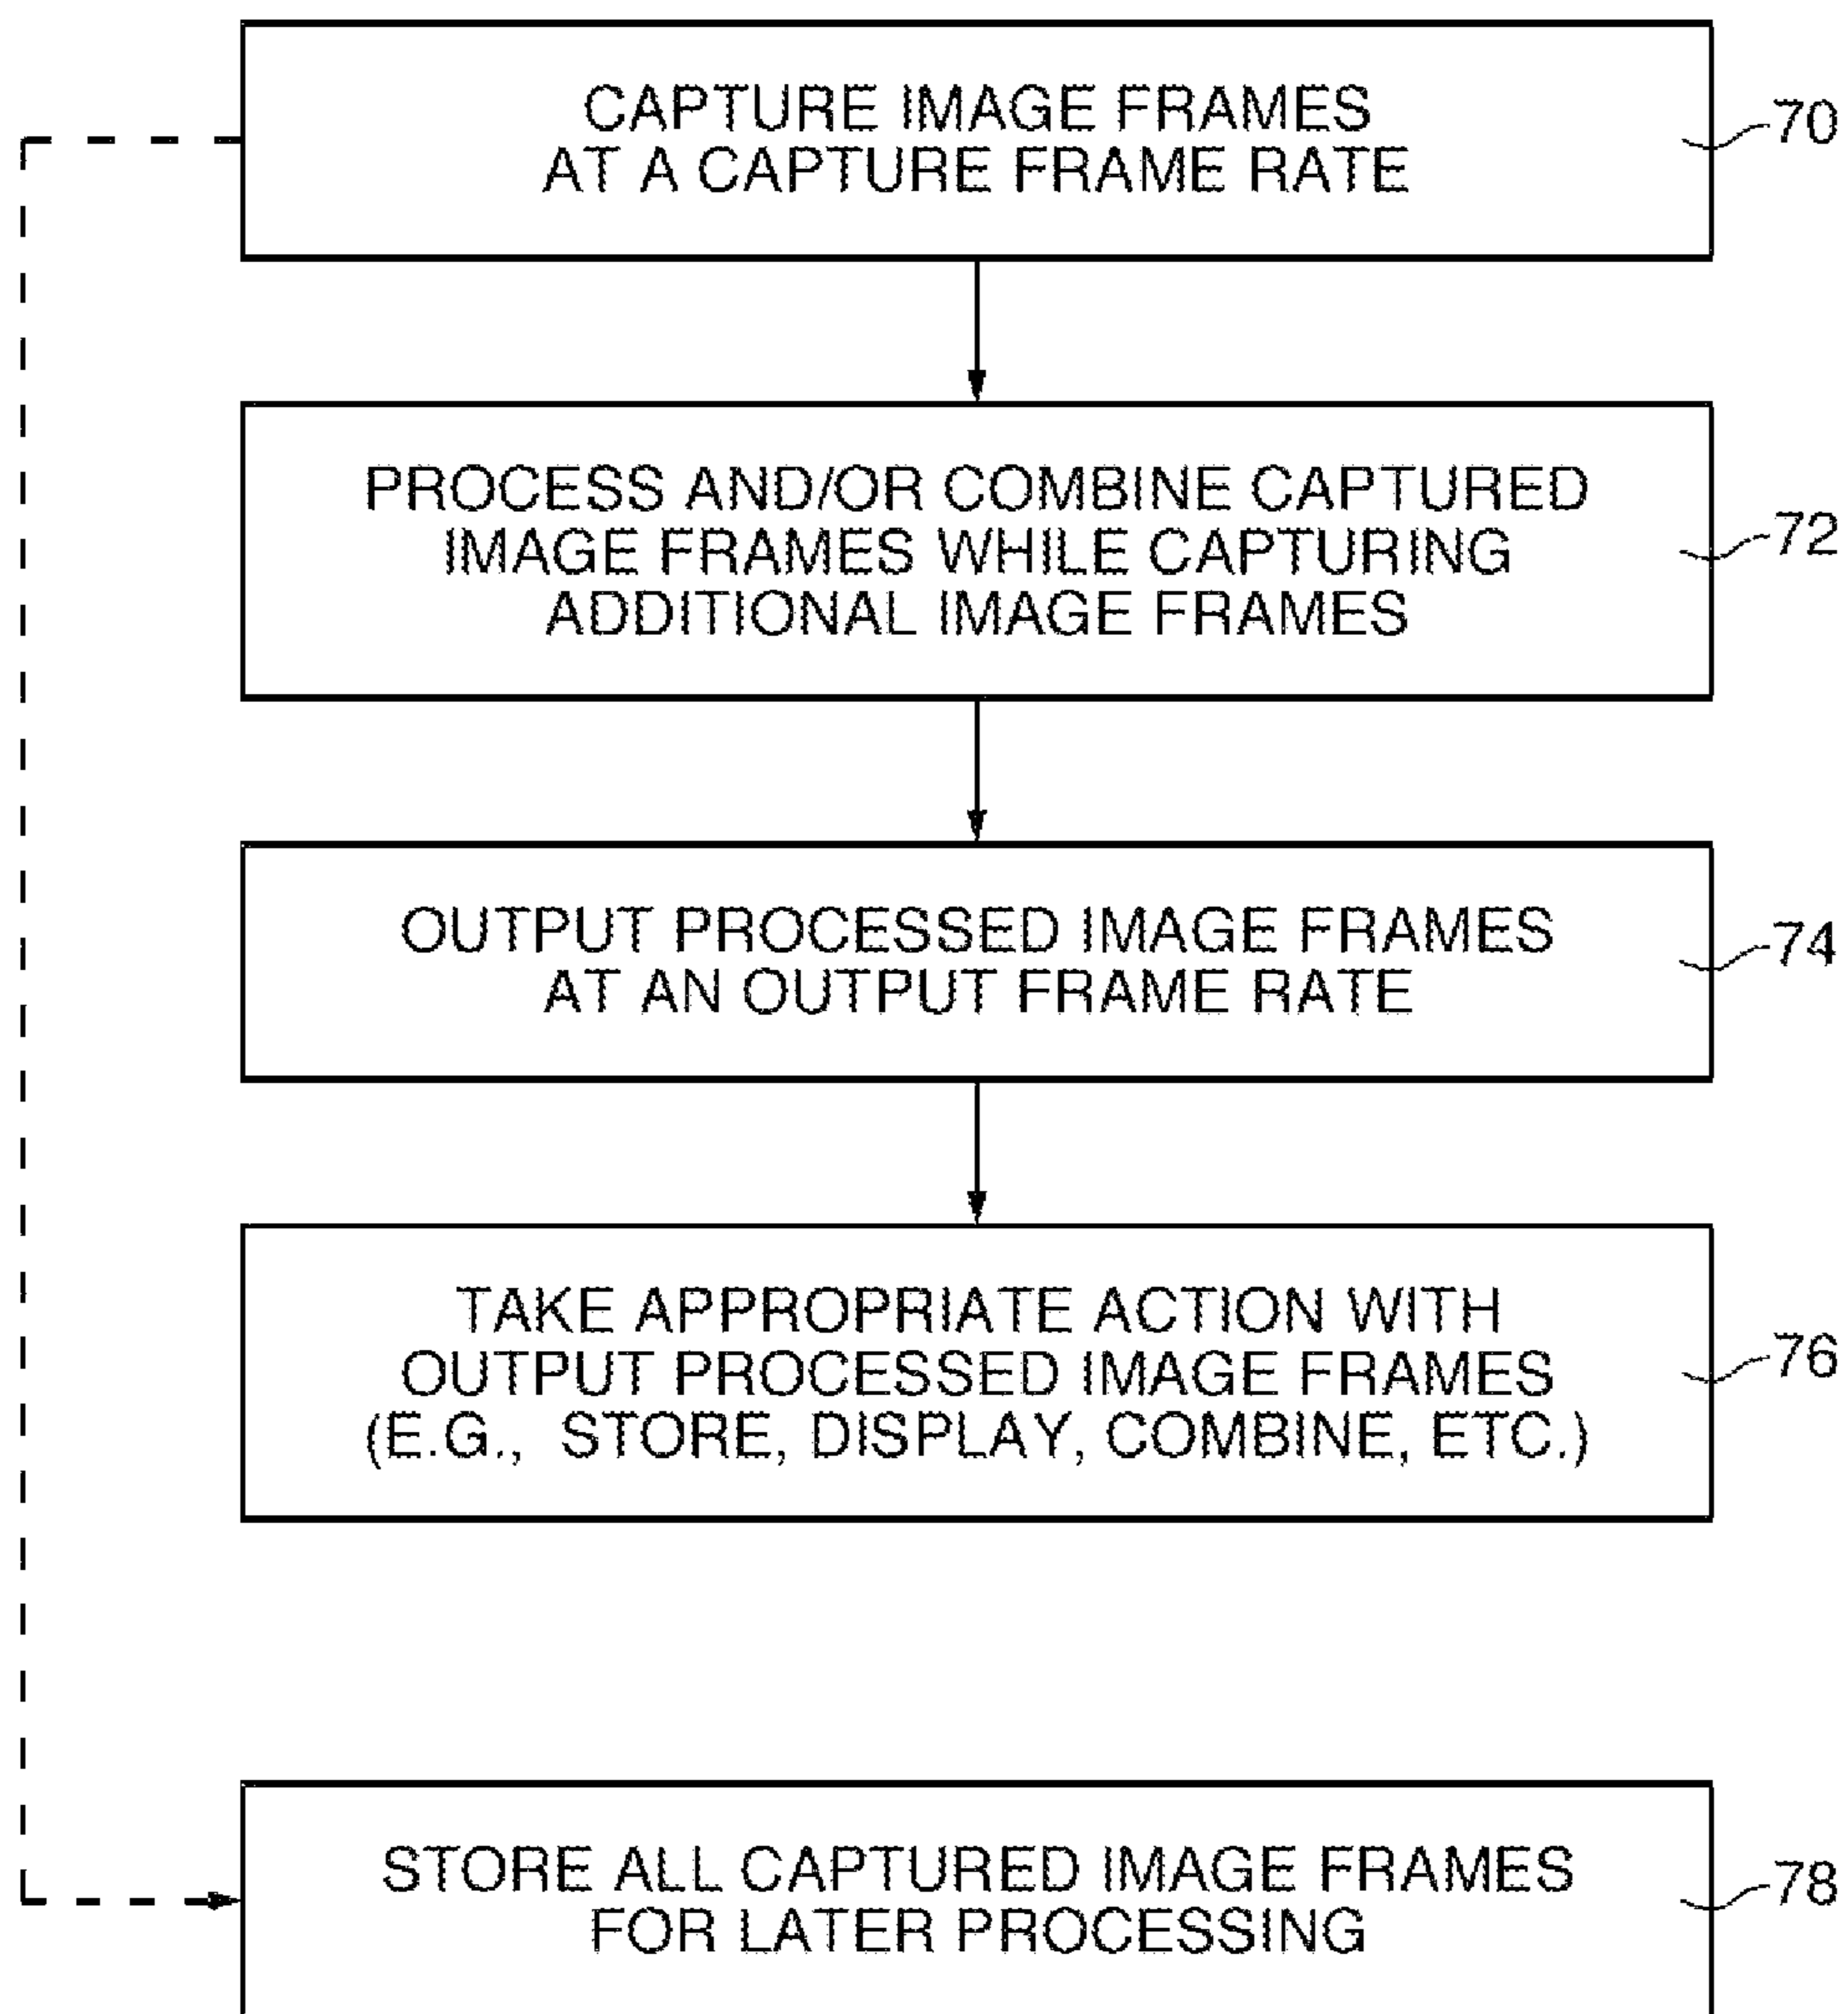 CAPTURE IMAGE FRAMES
AT A CAPTURE FRAME RATE
70
PROCESS AND/OR COMBINE CAPTURED
IMAGE FRAMES WHILE CAPTURING
ADDITIONAL IMAGE FRAMES
72
OUTPUT PROCESSED IMAGE FRAMES
AT AN OUTPUT FRAME RATE
74
TAKE APPROPRIATE ACTION WITH
OUTPUT PROCESSED IMAGE FRAMES
(E.G., STORE, DISPLAY, COMBINE, ETC.)
76
STORE ALL CAPTURED IMAGE FRAMES
FOR LATER PROCESSING
78